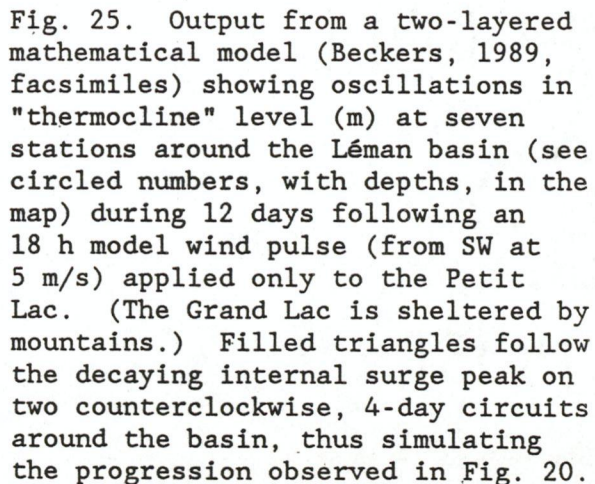 Fig. 25.  Output from a two-layered
mathematical model (Beckers, 1989,
facsimiles) showing oscillations in
"thermocline" level (m) at seven
stations around the Léman basin (see
circled numbers, with depths, in the
map) during 12 days following an
18 h model wind pulse (from SW at
5 m/s) applied only to the Petit
Lac.  (The Grand Lac is sheltered by
mountains.)  Filled triangles follow
the decaying internal surge peak on
two counterclockwise, 4-day circuits
around the basin, thus simulating
the progression observed in Fig. 20.